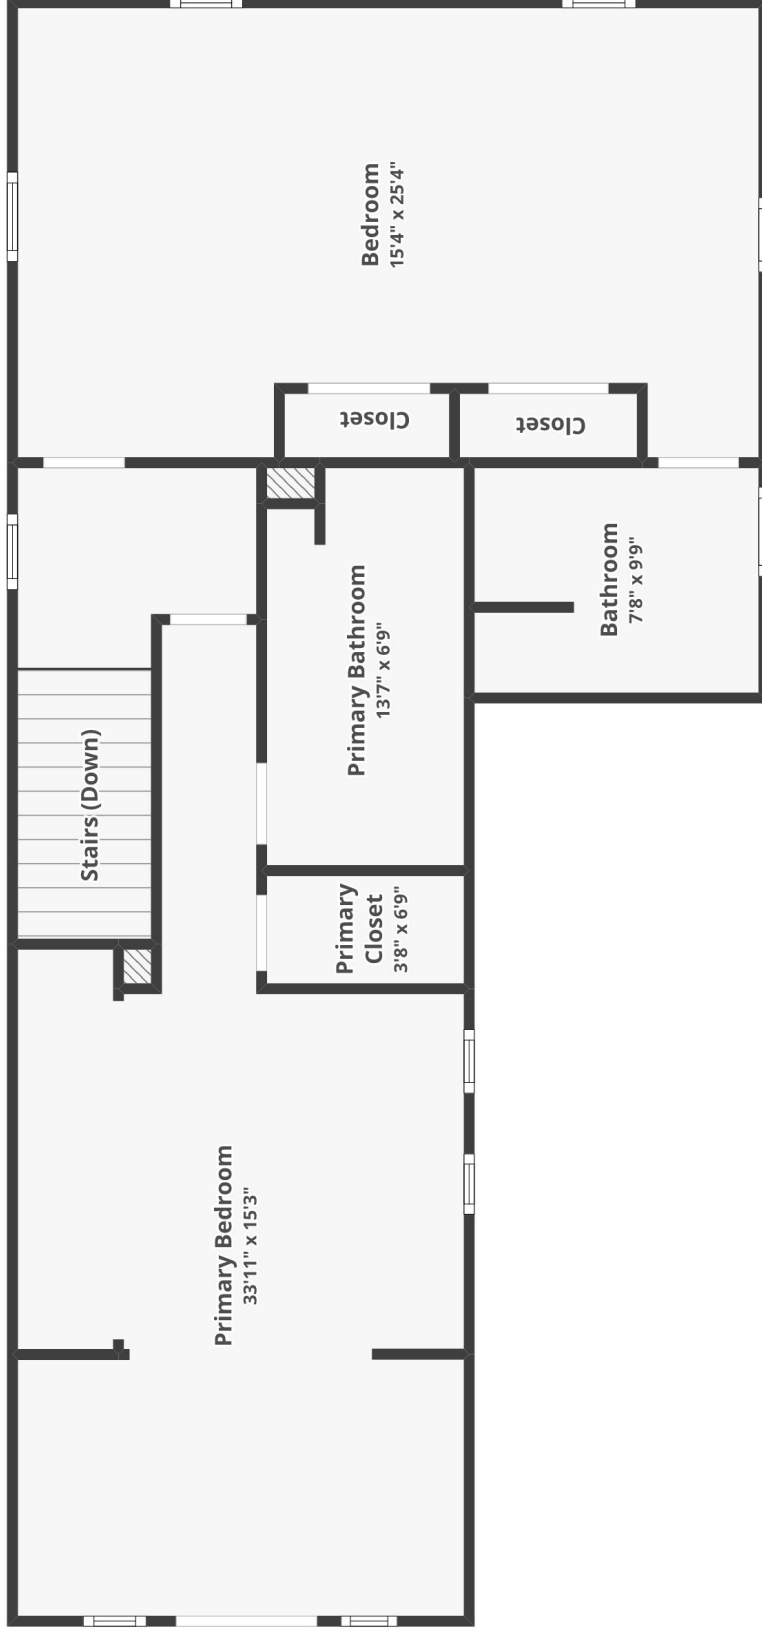 Bedroom
15'4" x 25'4"
Closet
Closet
Bathroom
7'8" x 9'9"
Primary Bathroom
13'7" x 6'9"
Stairs (Down)
Primary
Closet
3'8" x 6'9"
Primary Bedroom
33'11" x 15'3"